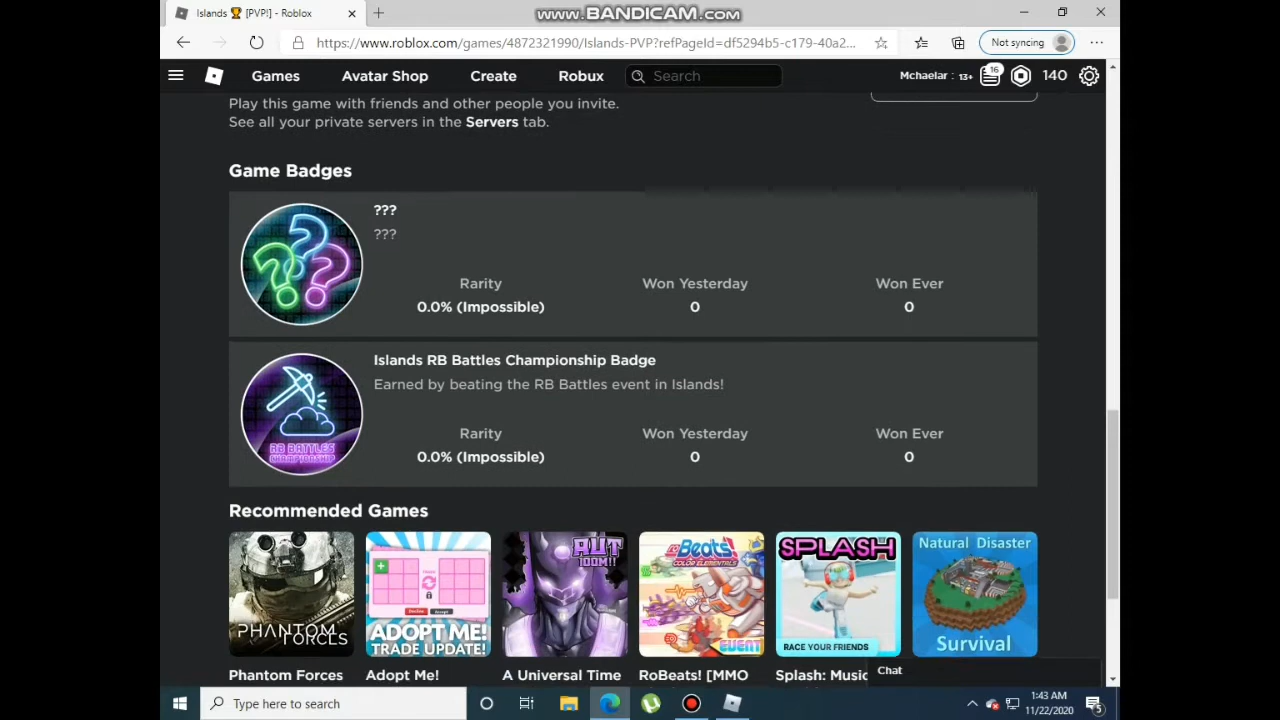 www.BANDICAM.com
Islands 🏆 [PVP!] - Roblox
https://www.roblox.com/games/4872321990/Islands-PVP?refPageId=df5294b5-c179-40a2...
Not syncing
Games
Avatar Shop
Create
Robux
Search
Mchaelar : 13+
16
140
Play this game with friends and other people you invite.
See all your private servers in the Servers tab.
Game Badges
???
???
Rarity
Won Yesterday
Won Ever
0.0% (Impossible)
0
0
Islands RB Battles Championship Badge
Earned by beating the RB Battles event in Islands!
RB BATTLES
CHAMPIONSHIP
Rarity
Won Yesterday
Won Ever
0.0% (Impossible)
0
0
Recommended Games
PHANTOM
FORCES
ADOPT ME!
TRADE UPDATE!
AUT
100M!!
RoBeats!
COLOR ELEMENTALS
EVENT
SPLASH
RACE YOUR FRIENDS
Natural Disaster
Survival
Phantom Forces
Adopt Me!
A Universal Time
RoBeats! [MMO
Splash: Music
Chat
Type here to search
1:43 AM
11/22/2020
5